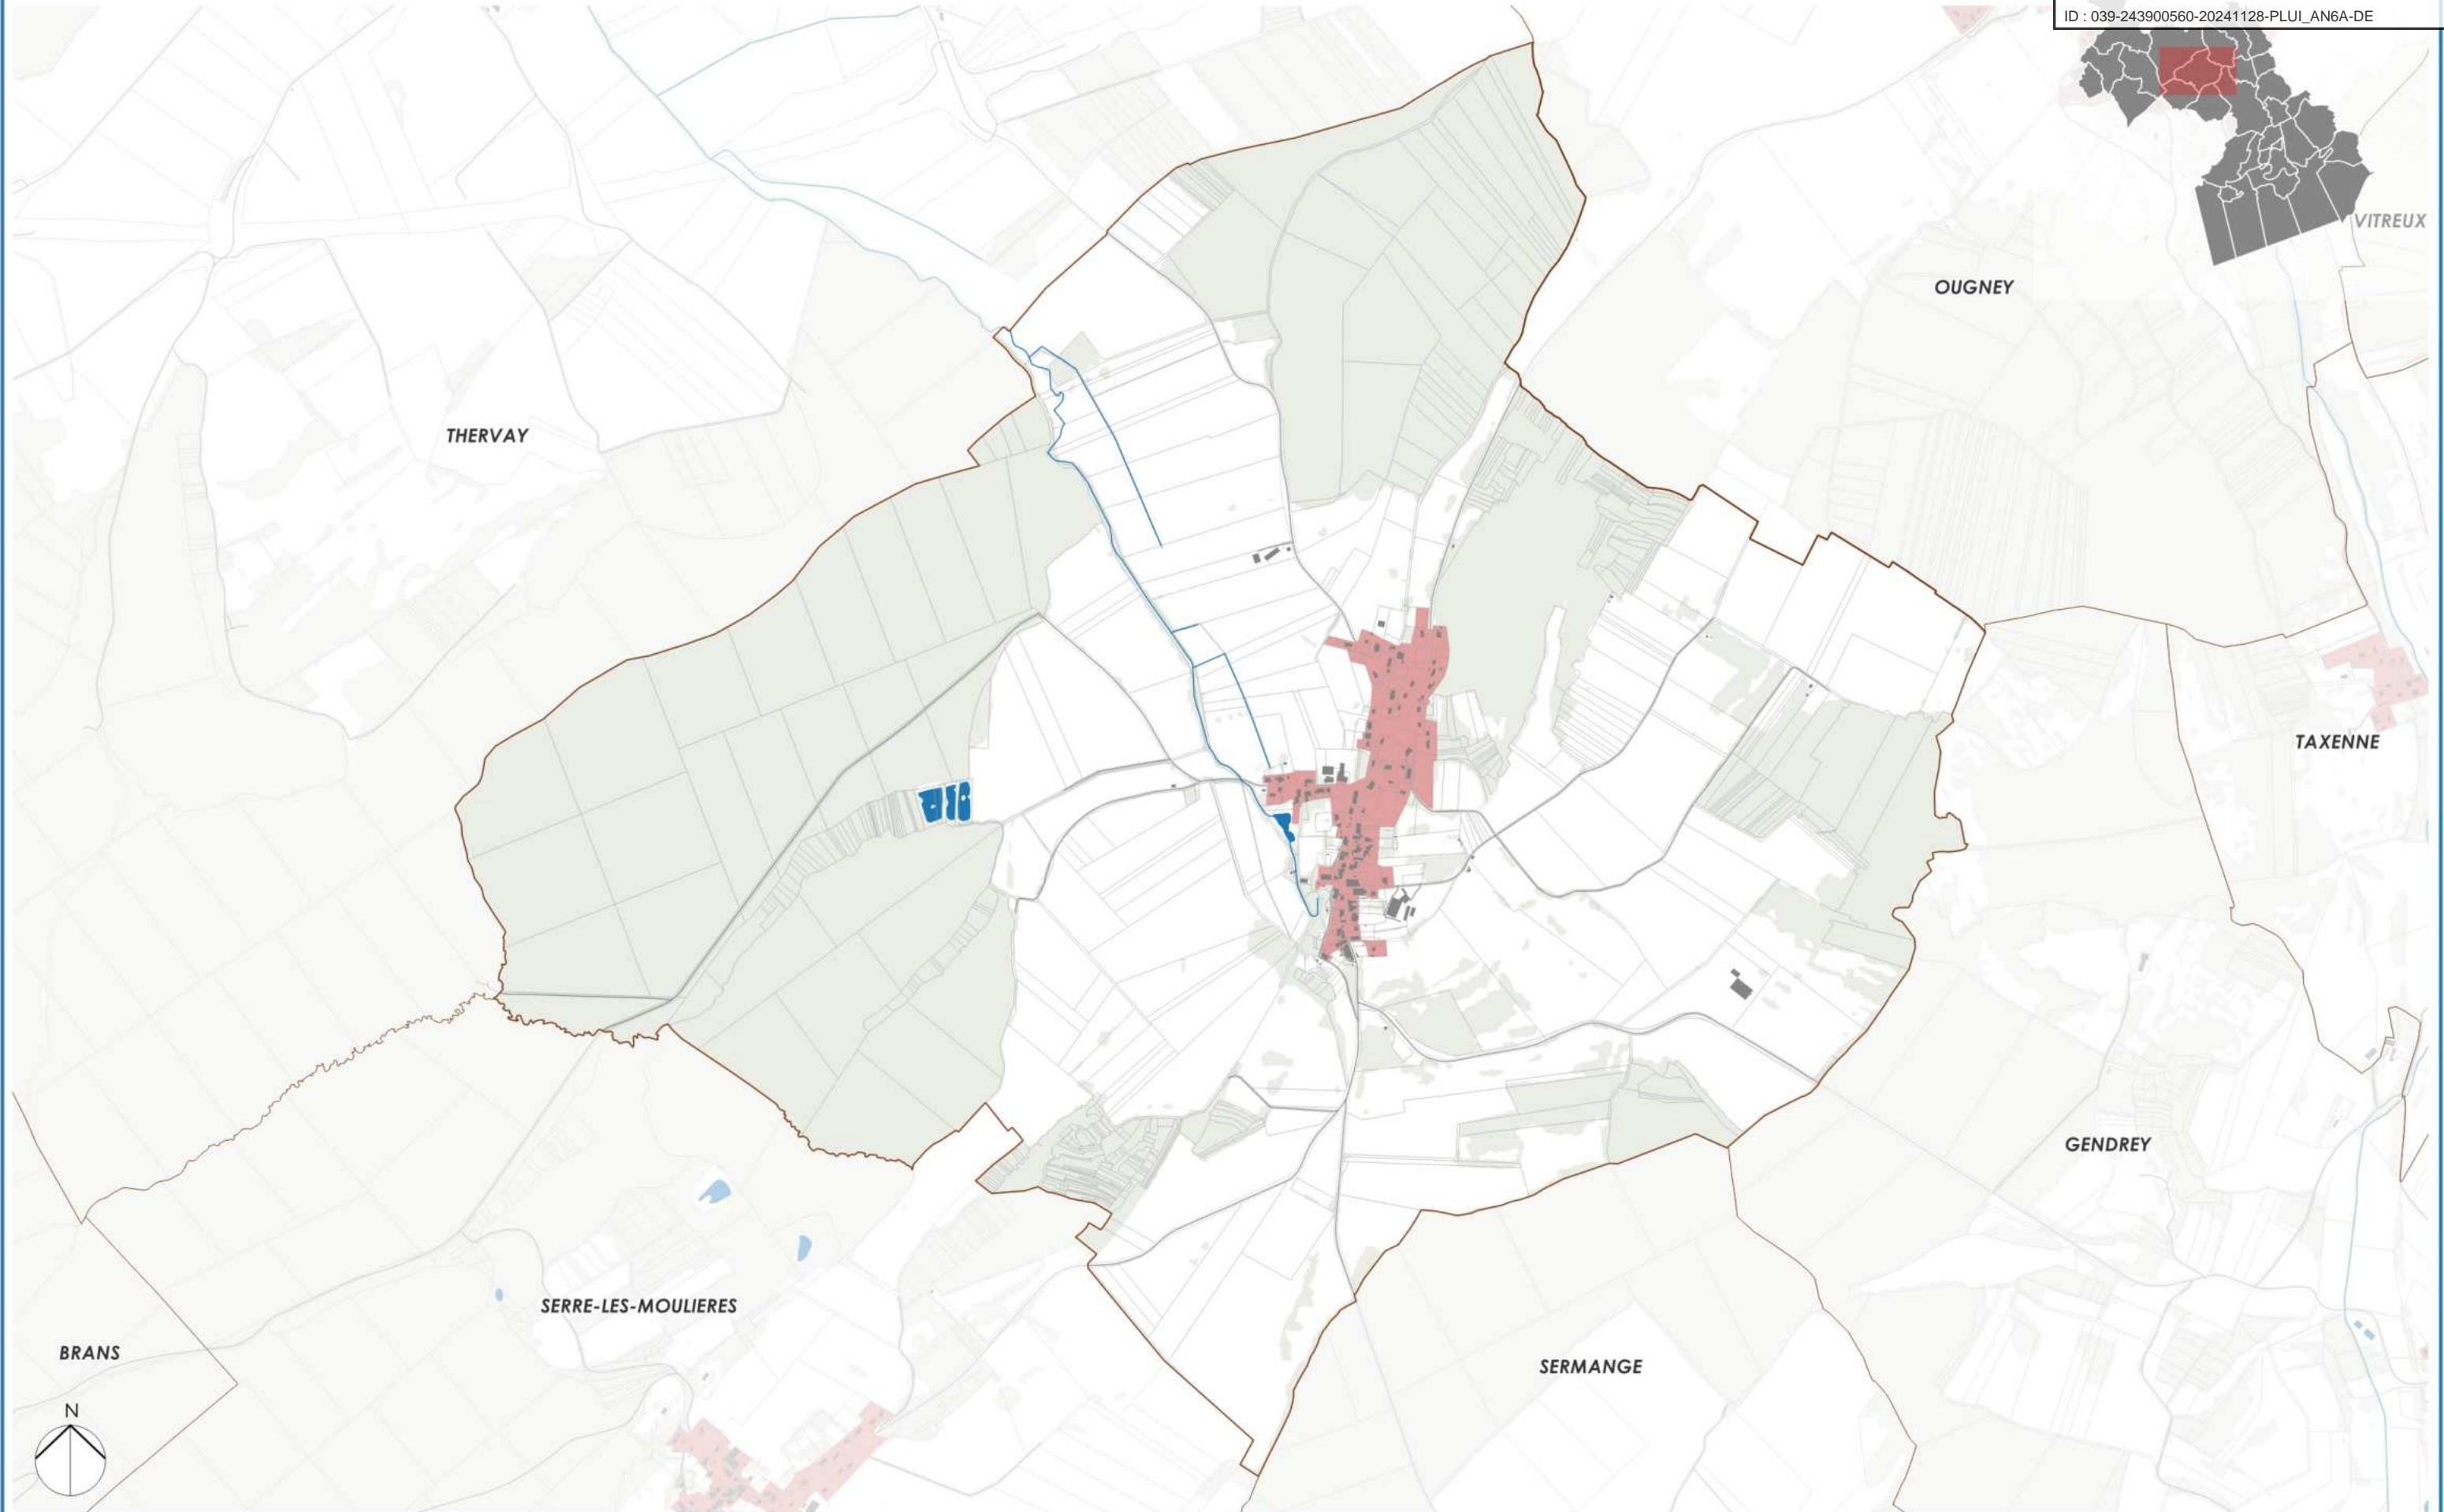 ID : 039-243900560-20241128-PLUI_AN6A-DE
VITREUX
OUGNEY
THERVAY
TAXENNE
GENDREY
SERRE-LES-MOULIERES
BRANS
SERMANGE
N